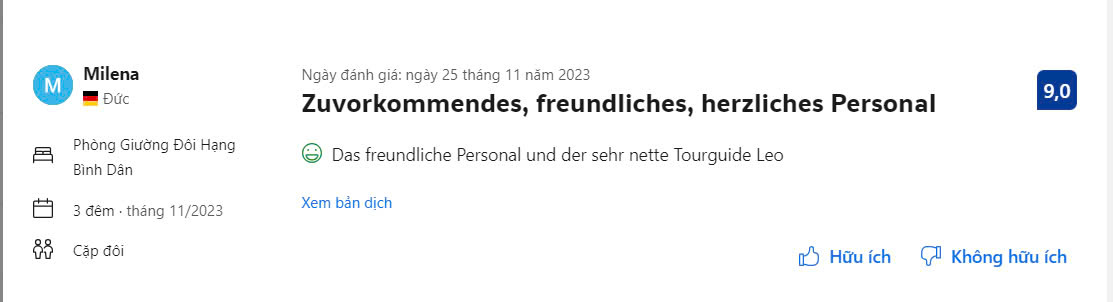 M
Milena
Đức
Phòng Giường Đôi Hạng
Bình Dân
3 đêm · tháng 11/2023
Cặp đôi
Ngày đánh giá: ngày 25 tháng 11 năm 2023
Zuvorkommendes, freundliches, herzliches Personal
9,0
Das freundliche Personal und der sehr nette Tourguide Leo
Xem bản dịch
Hữu ích
Không hữu ích